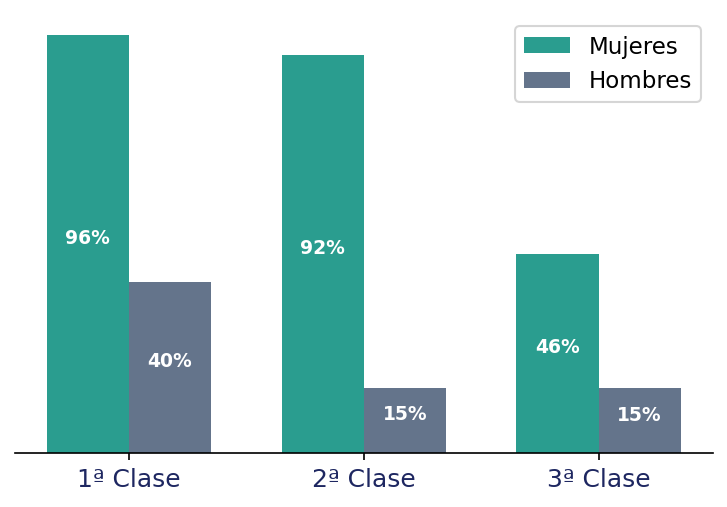 Mujeres
Hombres
96%
40%
92%
15%
46%
15%
1ª Clase
2ª Clase
3ª Clase